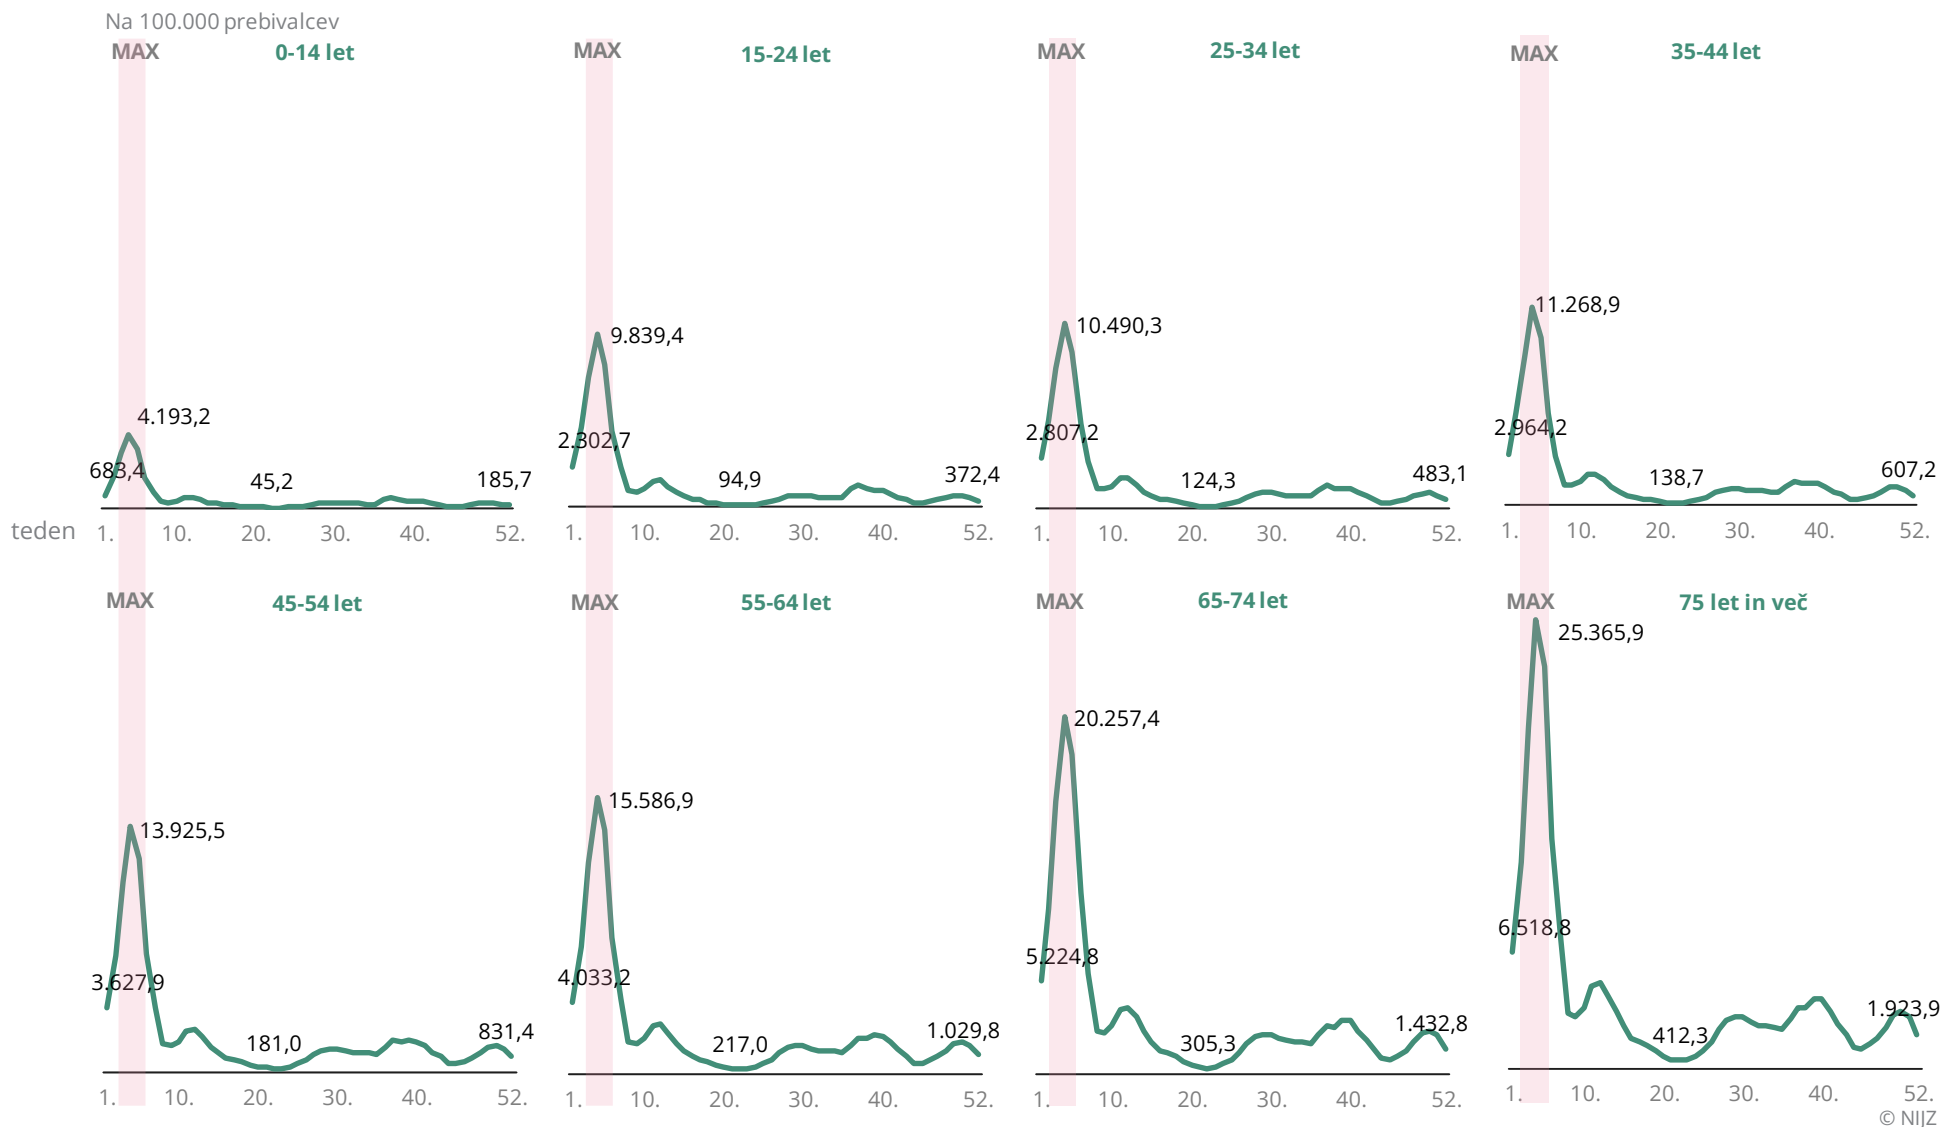 Na 100.000 prebivalcev
MAX 0-14 let
4.193,2
683,4
45,2
185,7
teden
1. 10. 20. 30. 40. 52.
MAX 15-24 let
9.839,4
2.302,7
94,9
372,4
1. 10. 20. 30. 40. 52.
MAX 25-34 let
10.490,3
2.807,2
124,3
483,1
1. 10. 20. 30. 40. 52.
MAX 35-44 let
11.268,9
2.964,2
138,7
607,2
1. 10. 20. 30. 40. 52.
MAX 45-54 let
13.925,5
3.627,9
181,0
831,4
1. 10. 20. 30. 40. 52.
MAX 55-64 let
15.586,9
4.033,2
217,0
1.029,8
1. 10. 20. 30. 40. 52.
MAX 65-74 let
20.257,4
5.224,8
305,3
1.432,8
1. 10. 20. 30. 40. 52.
MAX 75 let in več
25.365,9
6.518,8
412,3
1.923,9
1. 10. 20. 30. 40. 52.
© NIJZ